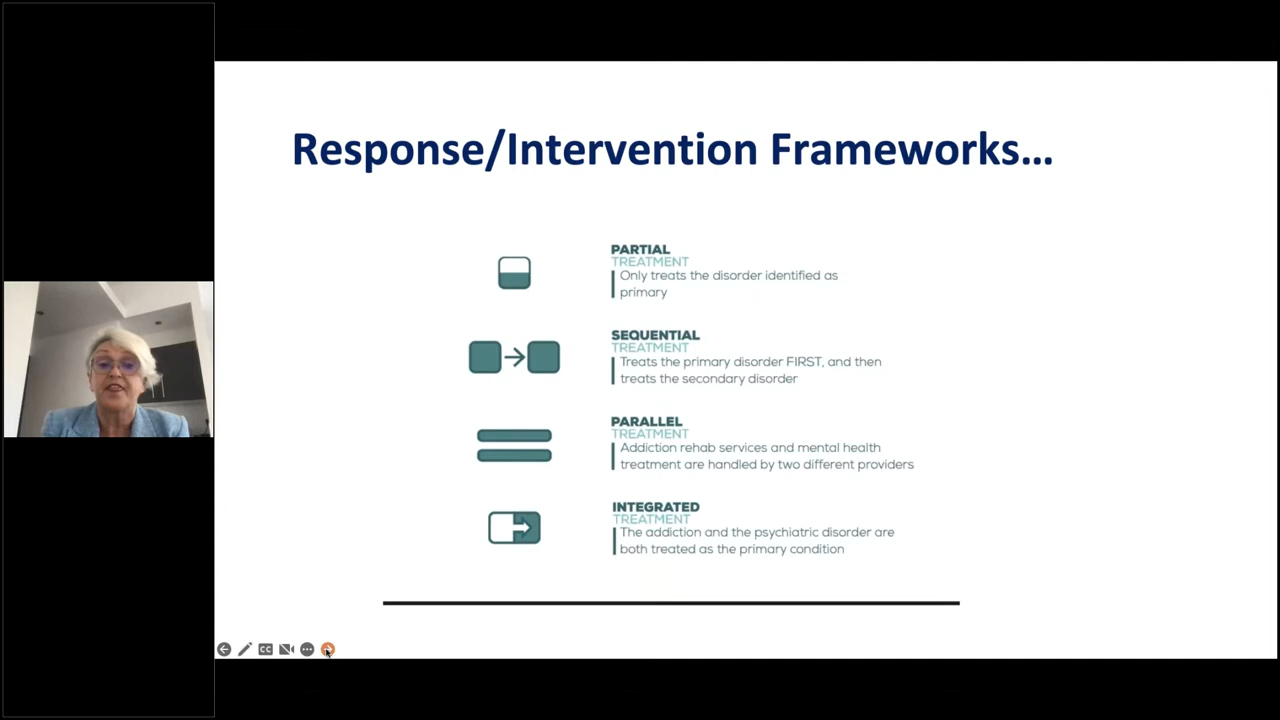 Response/Intervention Frameworks...
PARTIAL
TREATMENT
Only treats the disorder identified as
primary
SEQUENTIAL
TREATMENT
Treats the primary disorder FIRST, and then
treats the secondary disorder
PARALLEL
TREATMENT
Addiction rehab services and mental health
treatment are handled by two different providers
INTEGRATED
TREATMENT
The addiction and the psychiatric disorder are
both treated as the primary condition
CC